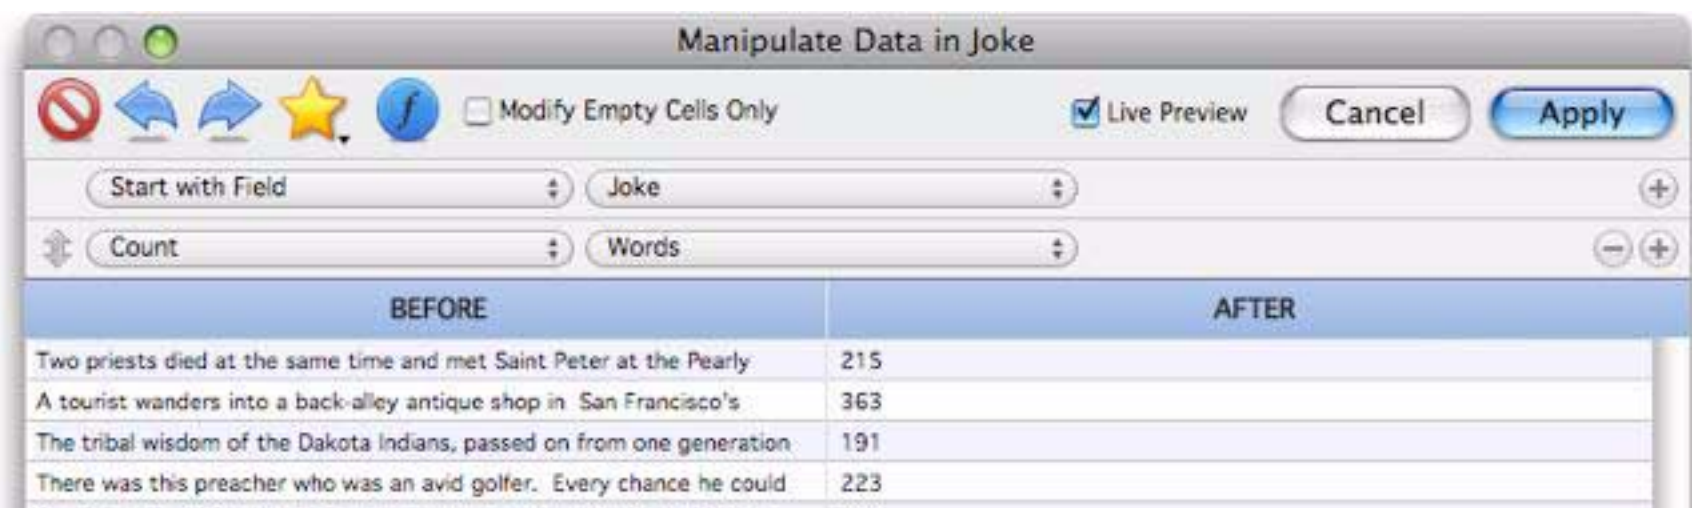 Manipulate Data in Joke
f Modify Empty Cells Only Live Preview Cancel Apply
Start with Field Joke
Count Words
BEFORE AFTER
Two priests died at the same time and met Saint Peter at the Pearly 215
A tourist wanders into a back-alley antique shop in  San Francisco's 363
The tribal wisdom of the Dakota Indians, passed on from one generation 191
There was this preacher who was an avid golfer.  Every chance he could 223